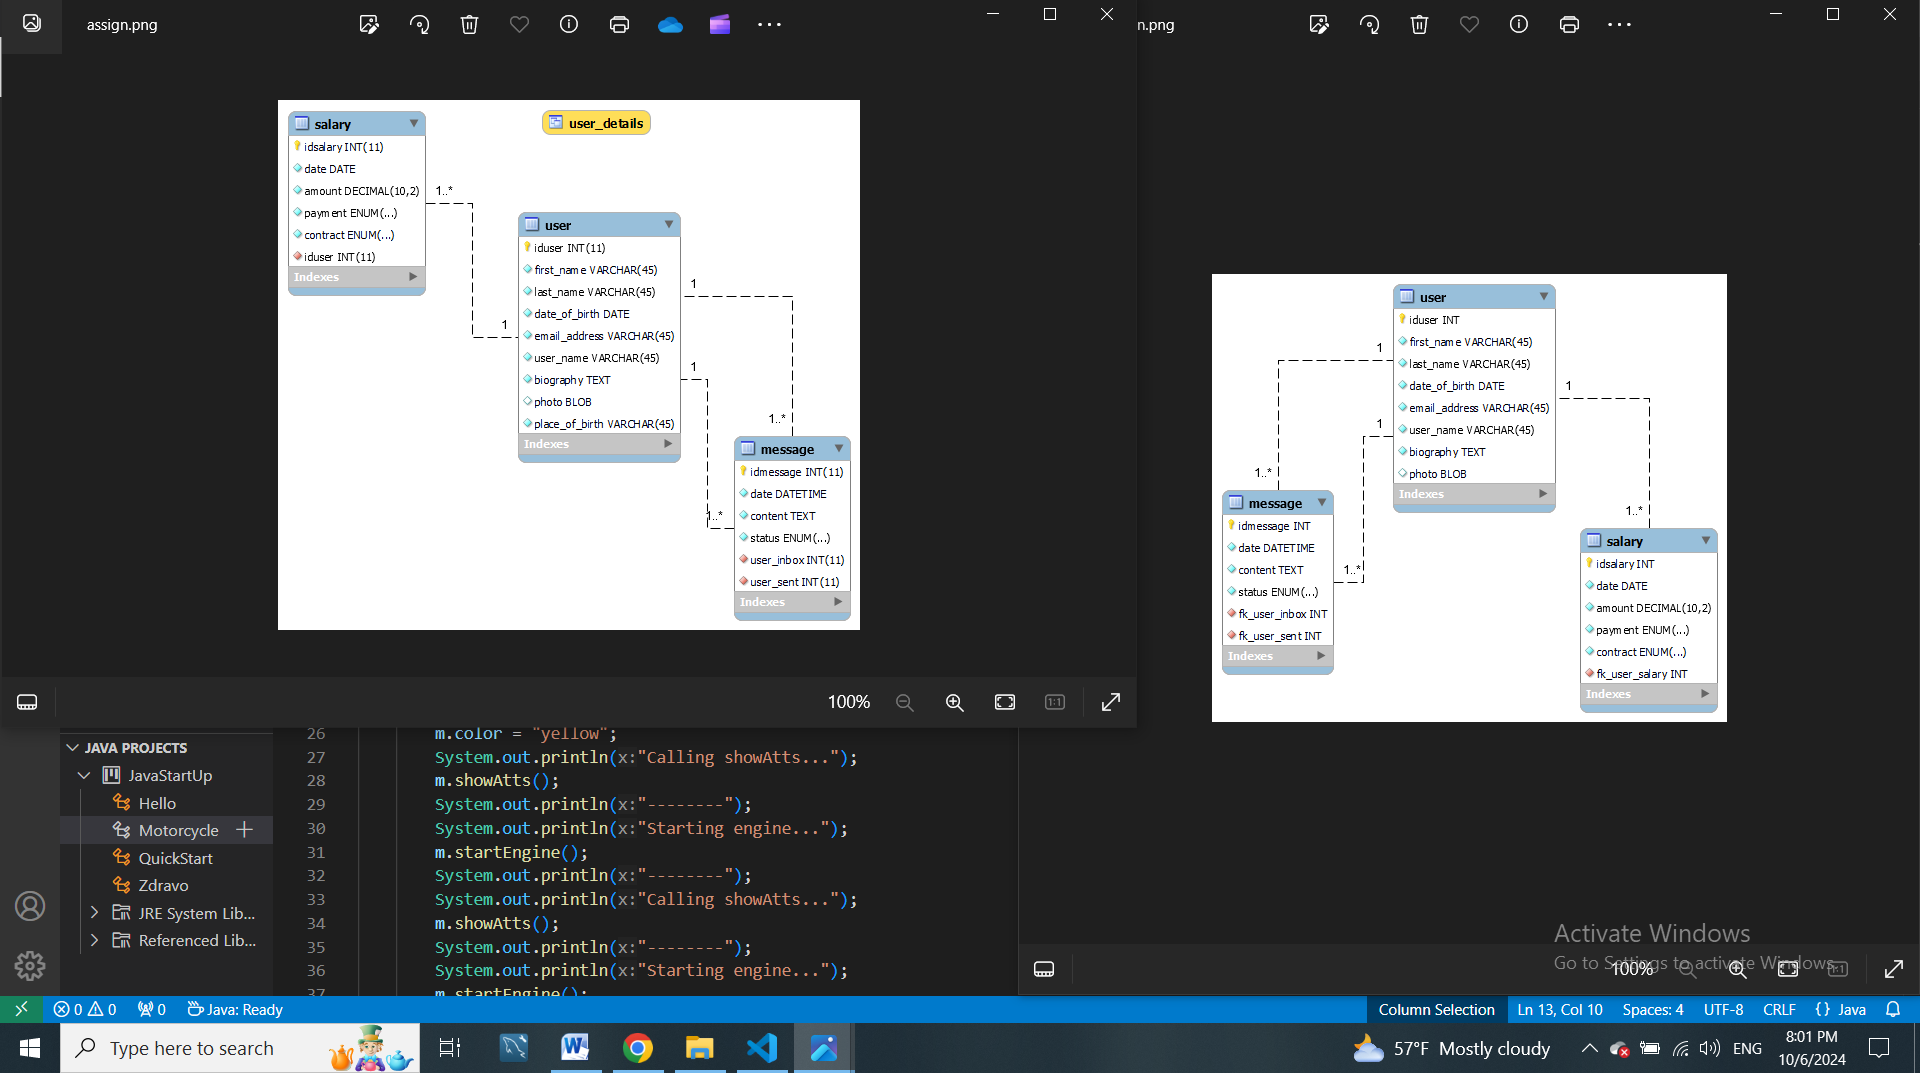 assign.png
n.png
salary
idsalary INT(11)
date DATE
amount DECIMAL(10,2)
payment ENUM(...)
contract ENUM(...)
iduser INT(11)
Indexes
user_details
1..*
1
user
iduser INT(11)
first_name VARCHAR(45)
last_name VARCHAR(45)
date_of_birth DATE
email_address VARCHAR(45)
user_name VARCHAR(45)
biography TEXT
photo BLOB
place_of_birth VARCHAR(45)
Indexes
1
1
1..*
1..*
message
idmessage INT(11)
date DATETIME
content TEXT
status ENUM(...)
user_inbox INT(11)
user_sent INT(11)
Indexes
100%
1:1
user
iduser INT
first_name VARCHAR(45)
last_name VARCHAR(45)
date_of_birth DATE
email_address VARCHAR(45)
user_name VARCHAR(45)
biography TEXT
photo BLOB
Indexes
1
1
1
1..*
1..*
1..*
message
idmessage INT
date DATETIME
content TEXT
status ENUM(...)
fk_user_inbox INT
fk_user_sent INT
Indexes
salary
idsalary INT
date DATE
amount DECIMAL(10,2)
payment ENUM(...)
contract ENUM(...)
fk_user_salary INT
Indexes
JAVA PROJECTS
JavaStartUp
Hello
Motorcycle
QuickStart
Zdravo
JRE System Lib...
Referenced Lib...
26 m.color = "yellow";
27 System.out.println(x:"Calling showAtts...");
28 m.showAtts();
29 System.out.println(x:"--------");
30 System.out.println(x:"Starting engine...");
31 m.startEngine();
32 System.out.println(x:"--------");
33 System.out.println(x:"Calling showAtts...");
34 m.showAtts();
35 System.out.println(x:"--------");
36 System.out.println(x:"Starting engine...");
37 m.startEngine();
Activate Windows
Go to Settings to activate Windows.
100%
1:1
0 0 0 Java: Ready
Column Selection Ln 13, Col 10 Spaces: 4 UTF-8 CRLF {} Java
Type here to search
57°F Mostly cloudy
ENG
8:01 PM
10/6/2024